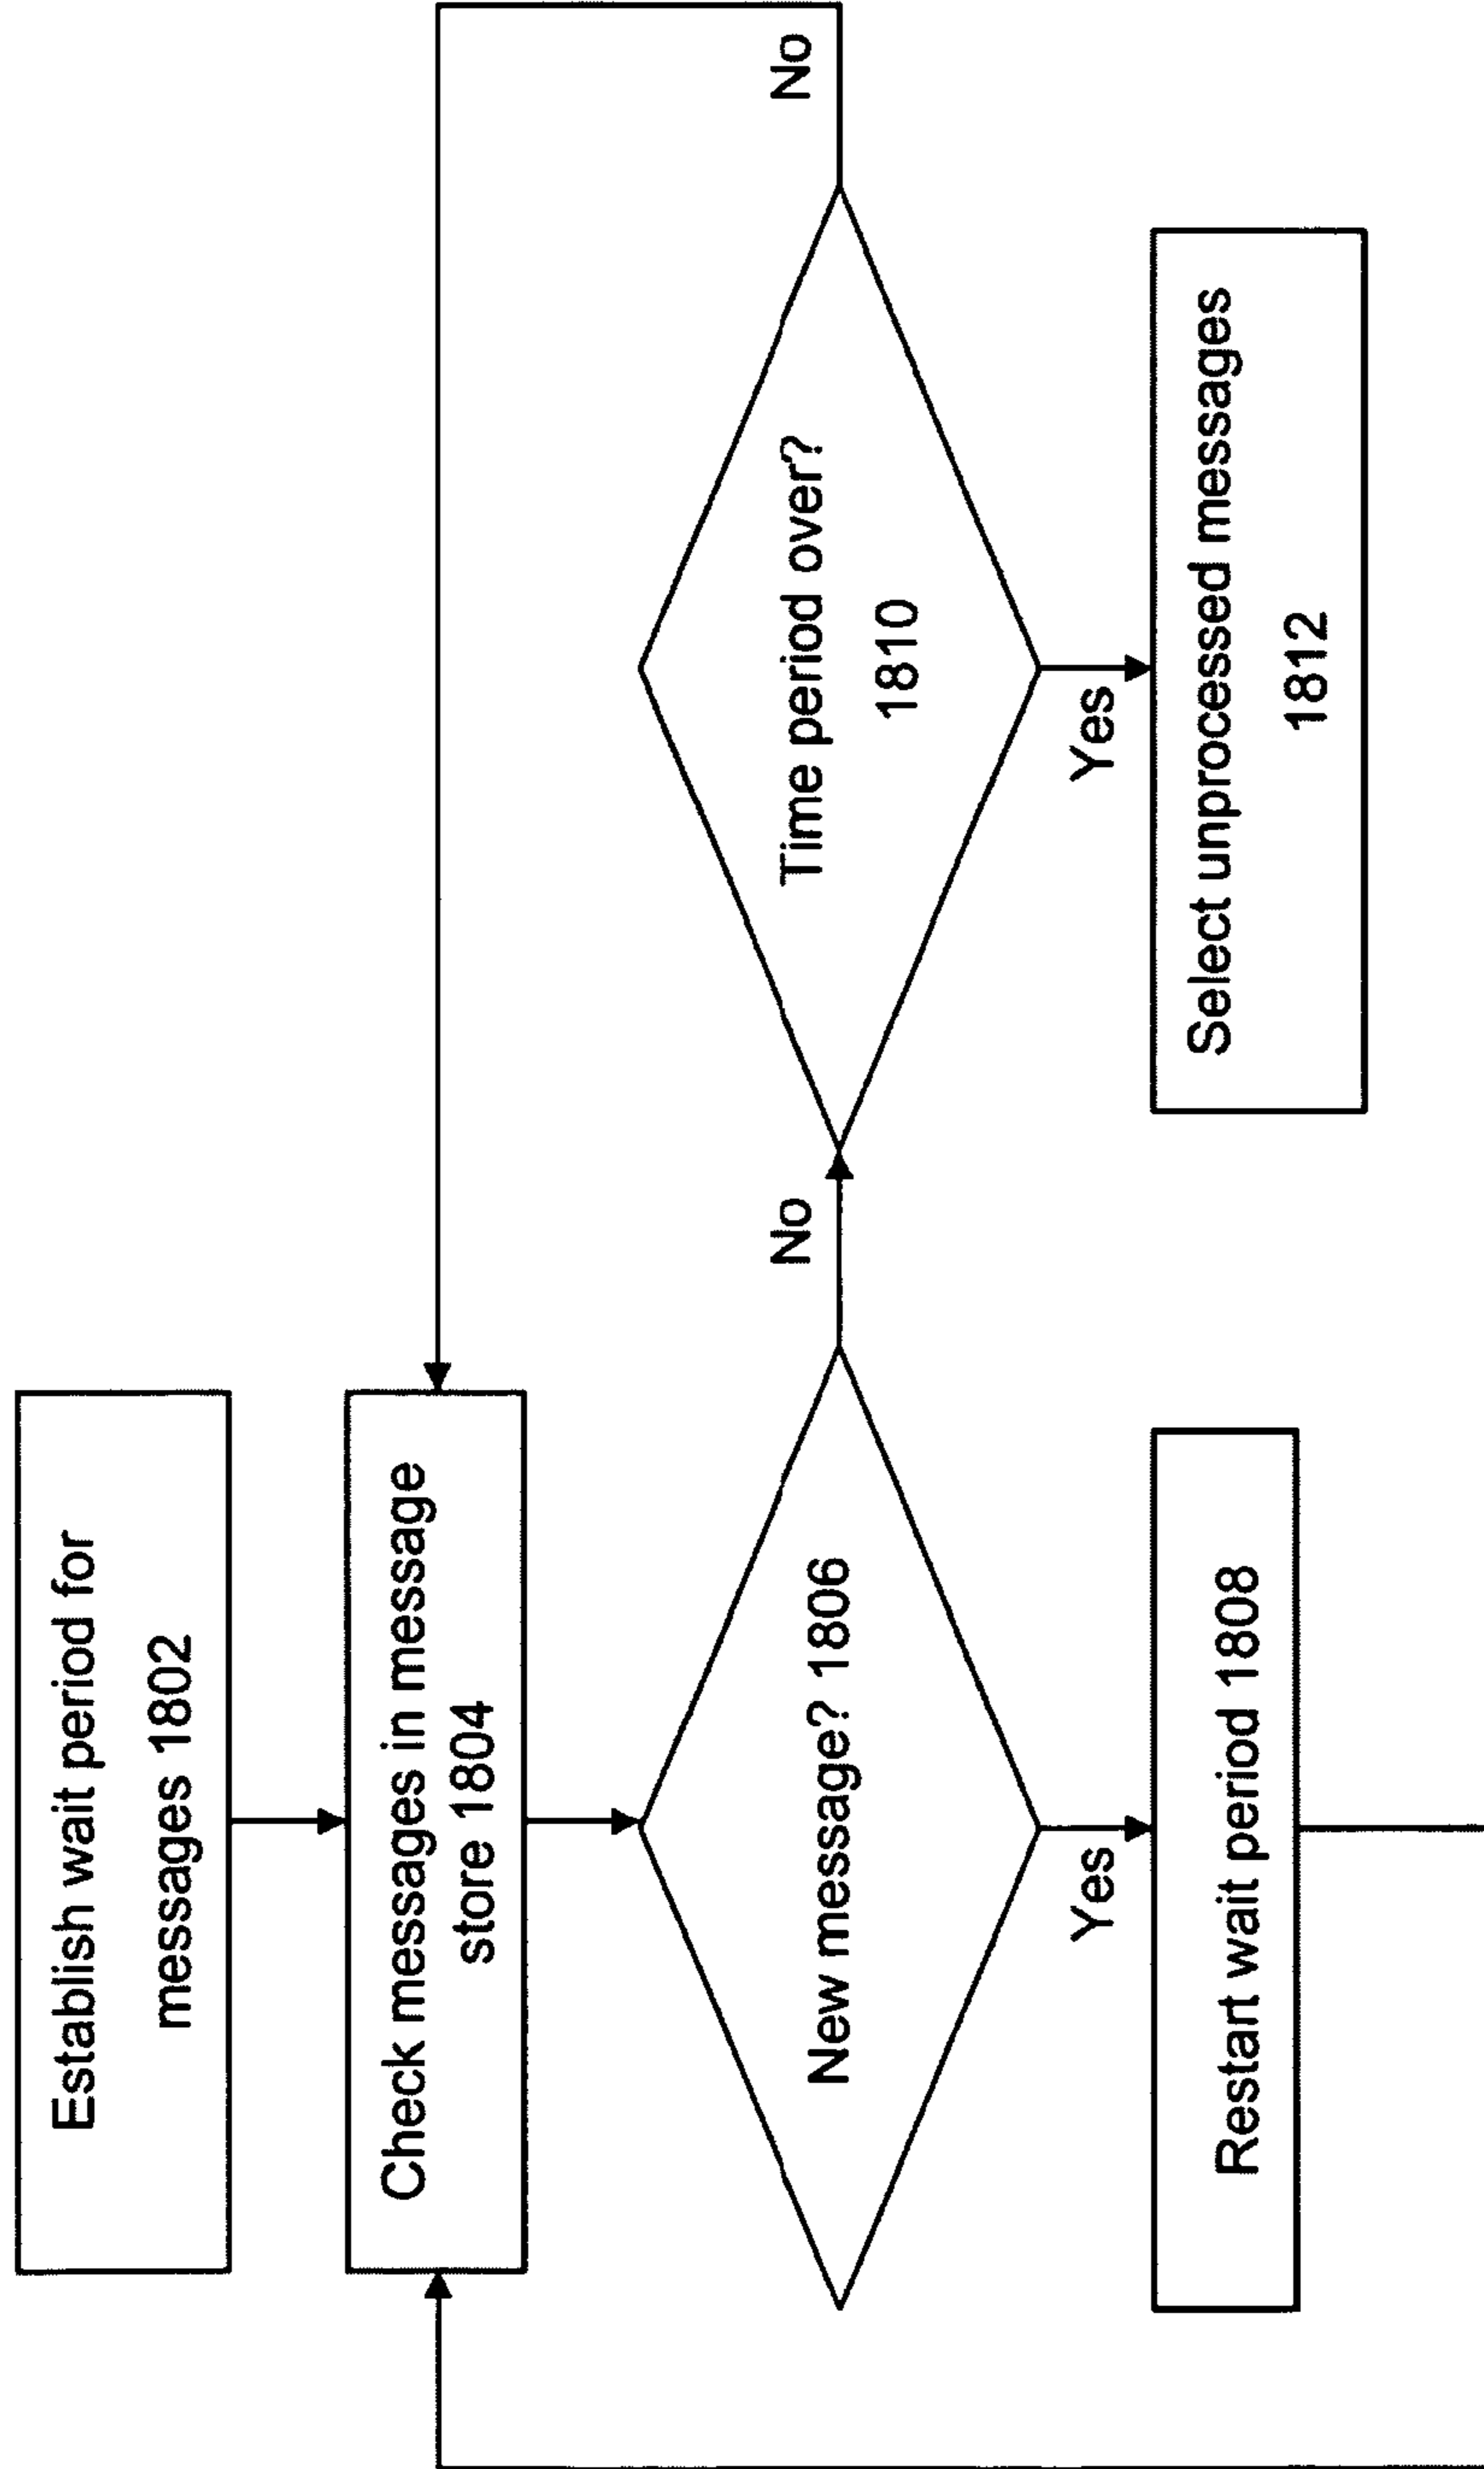 Establish wait period for
messages 1802
Check messages in message
store 1804
New message? 1806
No
Time period over?
1810
No
Yes
Restart wait period 1808
Yes
Select unprocessed messages
1812